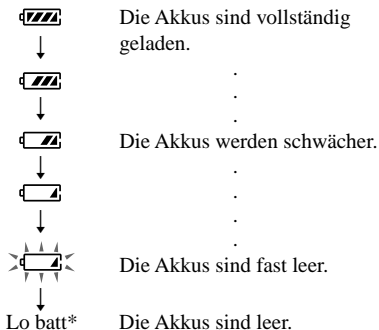 Die Akkus sind vollständig
geladen.
.
.
.
Die Akkus werden schwächer.
.
.
.
.
Die Akkus sind fast leer.
Lo batt* Die Akkus sind leer.